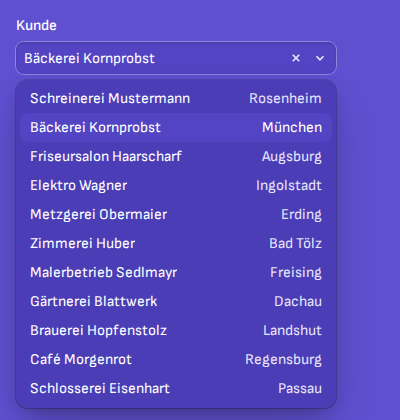 Kunde
Bäckerei Kornprobst
Schreinerei Mustermann Rosenheim
Bäckerei Kornprobst München
Friseursalon Haarscharf Augsburg
Elektro Wagner Ingolstadt
Metzgerei Obermaier Erding
Zimmerei Huber Bad Tölz
Malerbetrieb Sedlmayr Freising
Gärtnerei Blattwerk Dachau
Brauerei Hopfenstolz Landshut
Café Morgenrot Regensburg
Schlosserei Eisenhart Passau